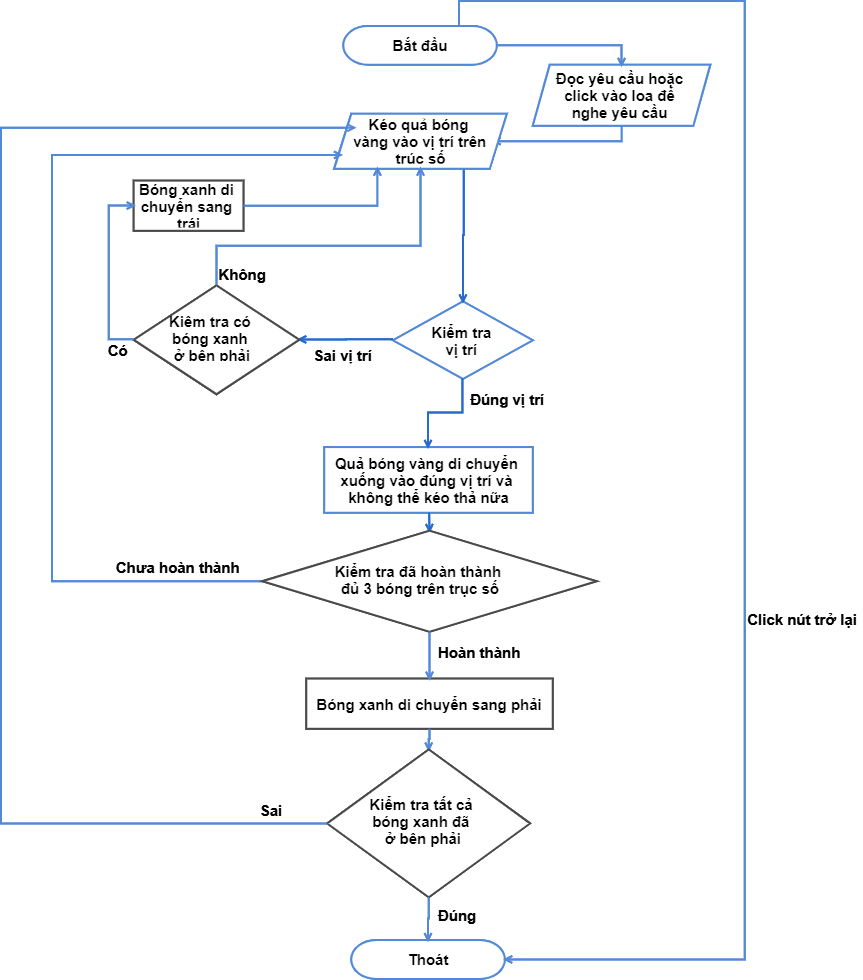 Bắt đầu
Đọc yêu cầu hoặc
click vào loa để
nghe yêu cầu
Kéo quả bóng
vàng vào vị trí trên
trúc số
Bóng xanh di
chuyển sang
trái
Không
Kiêm tra có
bóng xanh
ở bên phải
Có
Sai vị trí
Kiểm tra
vị trí
Đúng vị trí
Quả bóng vàng di chuyển
xuống vào đúng vị trí và
không thể kéo thả nữa
Chưa hoàn thành
Kiểm tra đã hoàn thành
đủ 3 bóng trên trục số
Click nút trở lại
Hoàn thành
Bóng xanh di chuyển sang phải
Sai
Kiểm tra tất cả
bóng xanh đã
ở bên phải
Đúng
Thoát